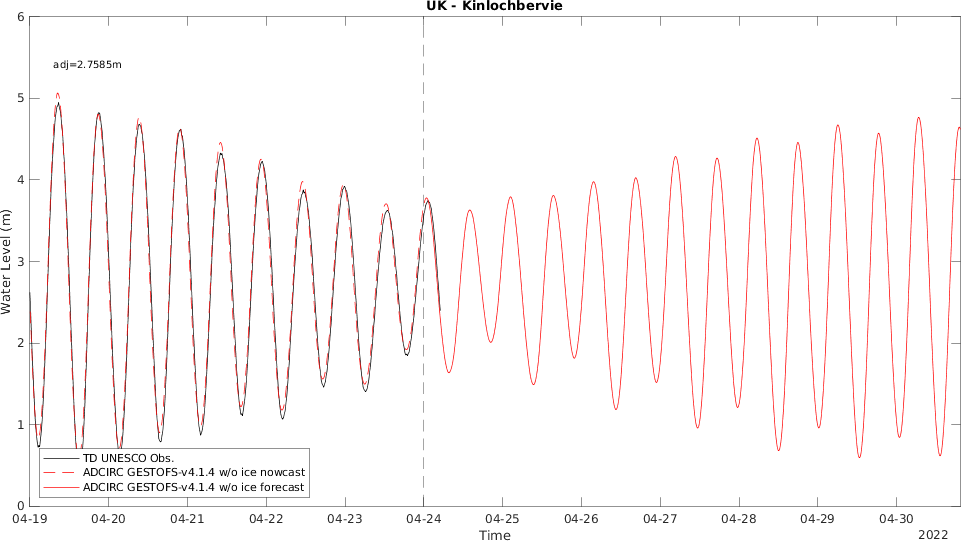 UK - Kinlochbervie
6
adj=2.7585m
5
4
3
2
1
0
Water Level (m)
TD UNESCO Obs.
ADCIRC GESTOFS-v4.1.4 w/o ice nowcast
ADCIRC GESTOFS-v4.1.4 w/o ice forecast
04-19 04-20 04-21 04-22 04-23 04-24 04-25 04-26 04-27 04-28 04-29 04-30
Time
2022